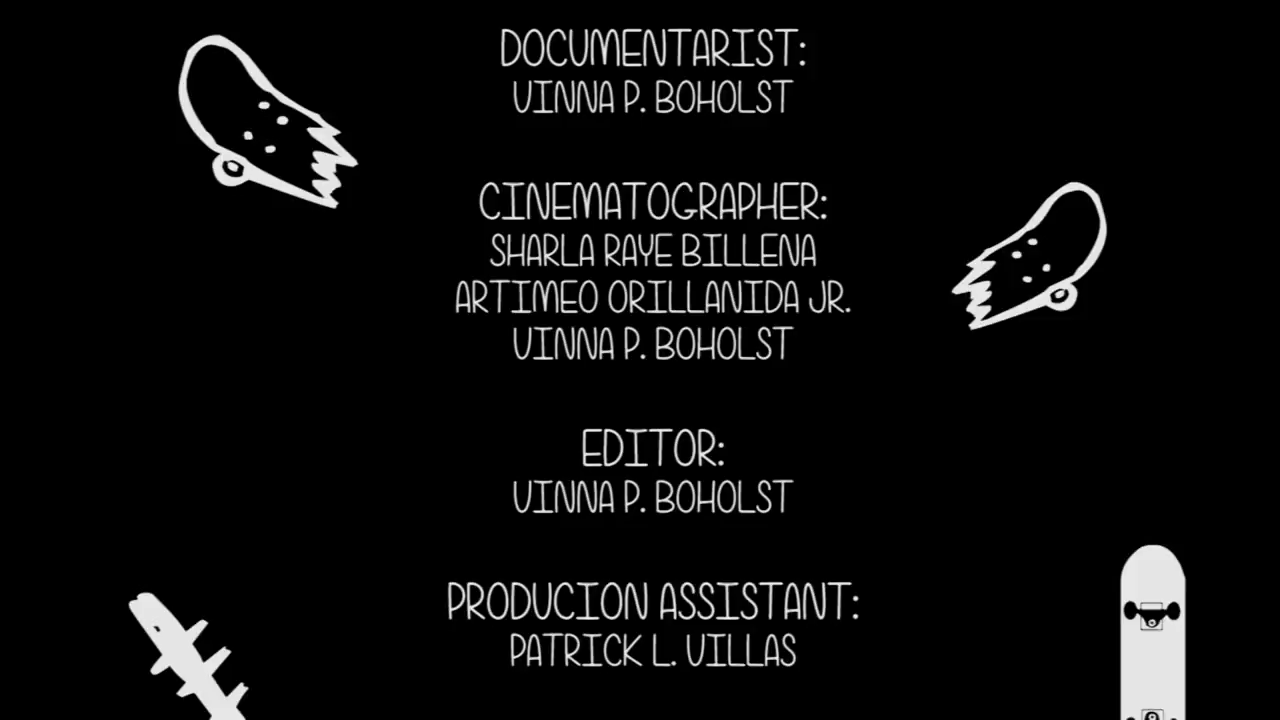 DOCUMENTARIST:
VINNA P. BOHOLST
CINEMATOGRAPHER:
SHARLA RAYE BILLENA
ARTIMEO ORILLANIDA JR.
VINNA P. BOHOLST
EDITOR:
VINNA P. BOHOLST
PRODUCION ASSISTANT:
PATRICK L. VILLAS